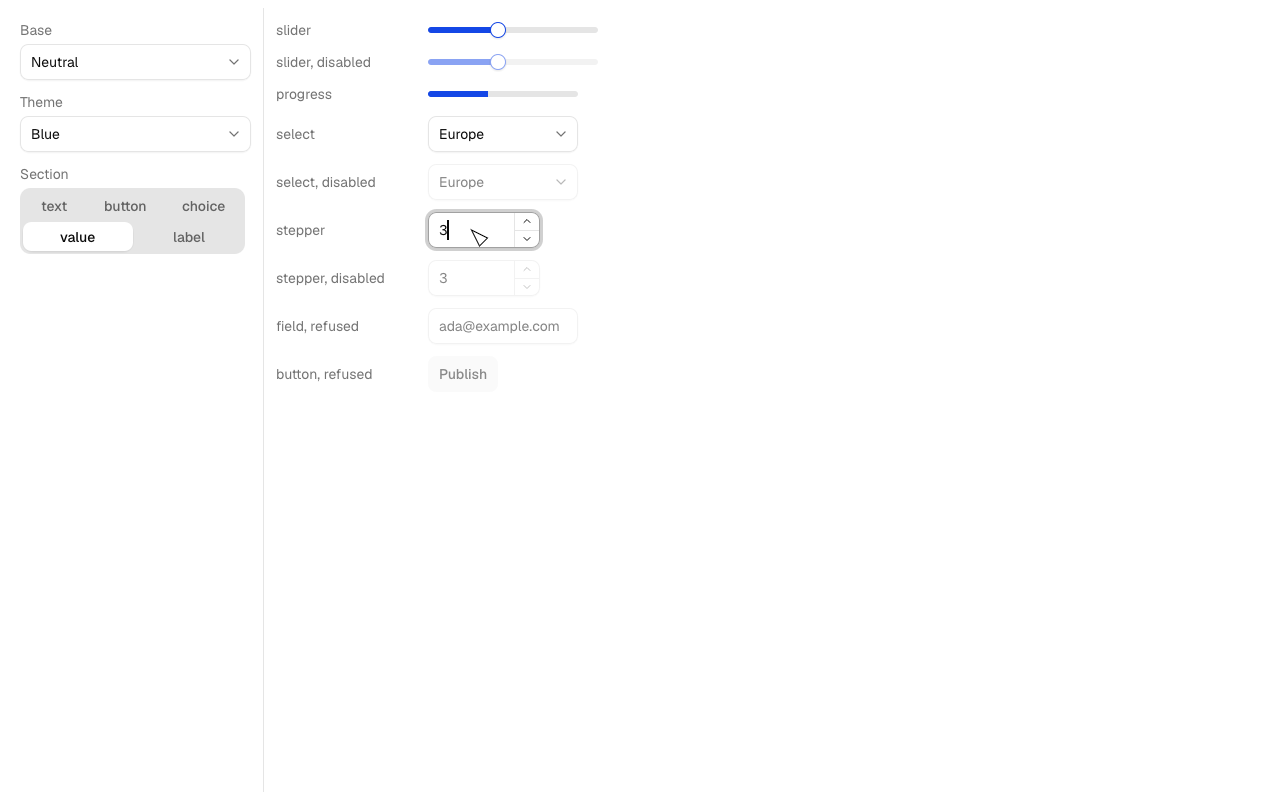 Base
Neutral
Theme
Blue
Section
text button choice
value label
slider
slider, disabled
progress
select Europe
select, disabled Europe
stepper 3
stepper, disabled 3
field, refused ada@example.com
button, refused Publish